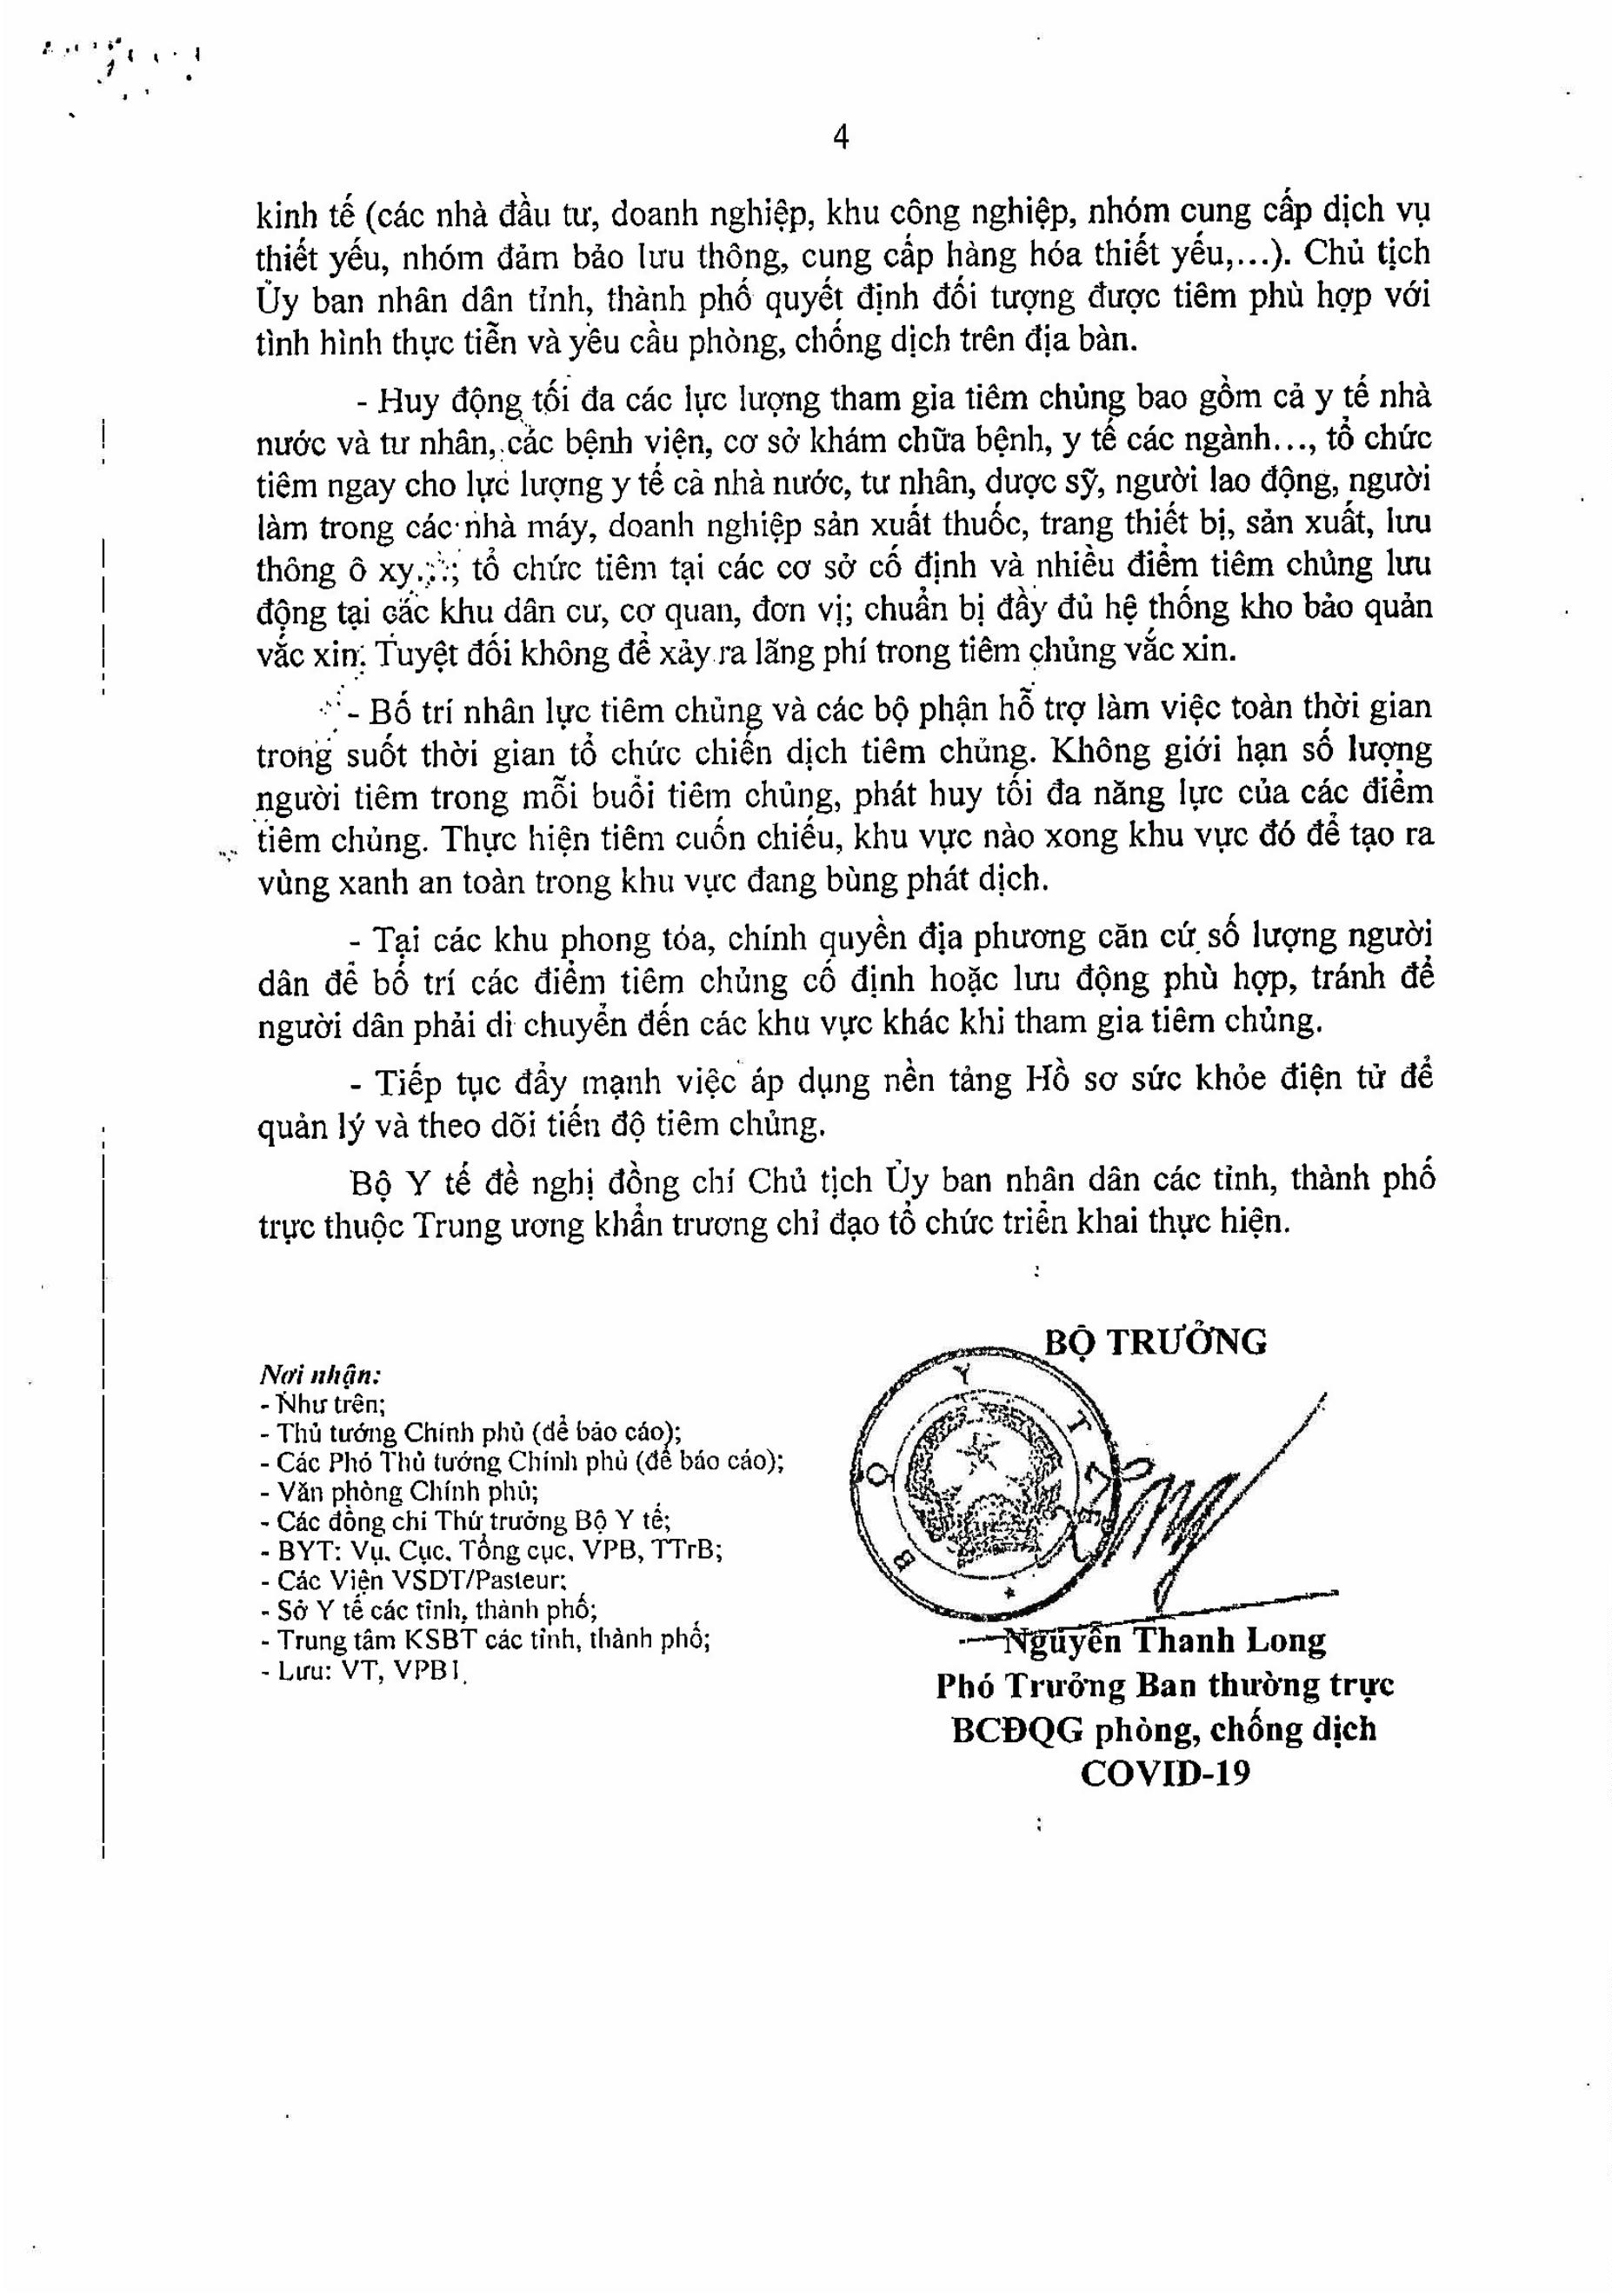 4
kinh tế (các nhà đầu tư, doanh nghiệp, khu công nghiệp, nhóm cung cấp dịch vụ
thiết yếu, nhóm đảm bảo lưu thông, cung cấp hàng hóa thiết yếu,...). Chủ tịch
Ủy ban nhân dân tỉnh, thành phố quyết định đối tượng được tiêm phù hợp với
tình hình thực tiễn và yêu cầu phòng, chống dịch trên địa bàn.
- Huy động tối đa các lực lượng tham gia tiêm chủng bao gồm cả y tế nhà
nước và tư nhân, các bệnh viện, cơ sở khám chữa bệnh, y tế các ngành..., tổ chức
tiêm ngay cho lực lượng y tế cả nhà nước, tư nhân, dược sỹ, người lao động, người
làm trong các nhà máy, doanh nghiệp sản xuất thuốc, trang thiết bị, sản xuất, lưu
thông ô xy...; tổ chức tiêm tại các cơ sở cố định và nhiều điểm tiêm chủng lưu
động tại các khu dân cư, cơ quan, đơn vị; chuẩn bị đầy đủ hệ thống kho bảo quản
vắc xin. Tuyệt đối không để xảy ra lãng phí trong tiêm chủng vắc xin.
- Bố trí nhân lực tiêm chủng và các bộ phận hỗ trợ làm việc toàn thời gian
trong suốt thời gian tổ chức chiến dịch tiêm chủng. Không giới hạn số lượng
người tiêm trong mỗi buổi tiêm chủng, phát huy tối đa năng lực của các điểm
tiêm chủng. Thực hiện tiêm cuốn chiếu, khu vực nào xong khu vực đó để tạo ra
vùng xanh an toàn trong khu vực đang bùng phát dịch.
- Tại các khu phong tỏa, chính quyền địa phương căn cứ số lượng người
dân để bố trí các điểm tiêm chủng cố định hoặc lưu động phù hợp, tránh để
người dân phải di chuyển đến các khu vực khác khi tham gia tiêm chủng.
- Tiếp tục đẩy mạnh việc áp dụng nền tảng Hồ sơ sức khỏe điện tử để
quản lý và theo dõi tiến độ tiêm chủng.
Bộ Y tế đề nghị đồng chí Chủ tịch Ủy ban nhân dân các tỉnh, thành phố
trực thuộc Trung ương khẩn trương chỉ đạo tổ chức triển khai thực hiện.
Nơi nhận:
- Như trên;
- Thủ tướng Chính phủ (để báo cáo);
- Các Phó Thủ tướng Chính phủ (để báo cáo);
- Văn phòng Chính phủ;
- Các đồng chí Thứ trưởng Bộ Y tế;
- BYT: Vụ, Cục, Tổng cục, VPB, TTrB;
- Các Viện VSDT/Pasteur;
- Sở Y tế các tỉnh, thành phố;
- Trung tâm KSBT các tỉnh, thành phố;
- Lưu: VT, VPB1.
BỘ TRƯỞNG
BỘ Y TẾ
Nguyễn Thanh Long
Phó Trưởng Ban thường trực
BCĐQG phòng, chống dịch
COVID-19